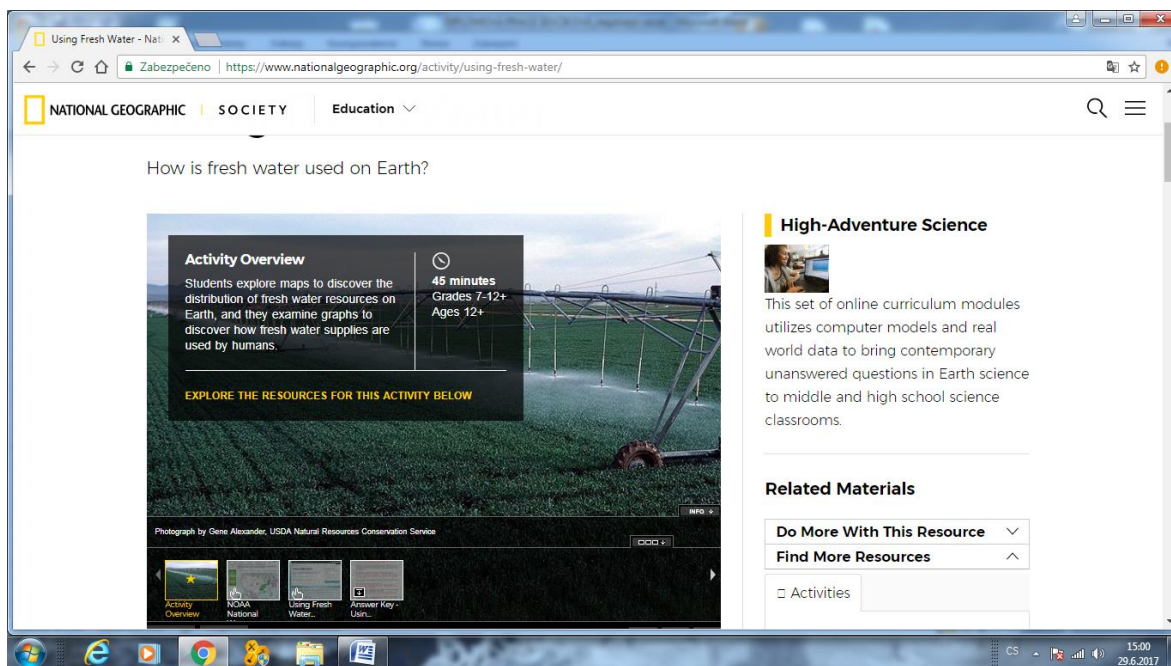 Using Fresh Water - Nati
Zabezpečeno https://www.nationalgeographic.org/activity/using-fresh-water/
NATIONAL GEOGRAPHIC SOCIETY Education
How is fresh water used on Earth?
Activity Overview
Students explore maps to discover the
distribution of fresh water resources on
Earth, and they examine graphs to
discover how fresh water supplies are
used by humans.
45 minutes
Grades 7-12+
Ages 12+
EXPLORE THE RESOURCES FOR THIS ACTIVITY BELOW
INFO
Photograph by Gene Alexander, USDA Natural Resources Conservation Service
Activity
Overview
NOAA
National
Using Fresh
Water...
Answer Key -
Usin...
High-Adventure Science
This set of online curriculum modules
utilizes computer models and real
world data to bring contemporary
unanswered questions in Earth science
to middle and high school science
classrooms.
Related Materials
Do More With This Resource
Find More Resources
Activities
CS
15:00
29.6.2017